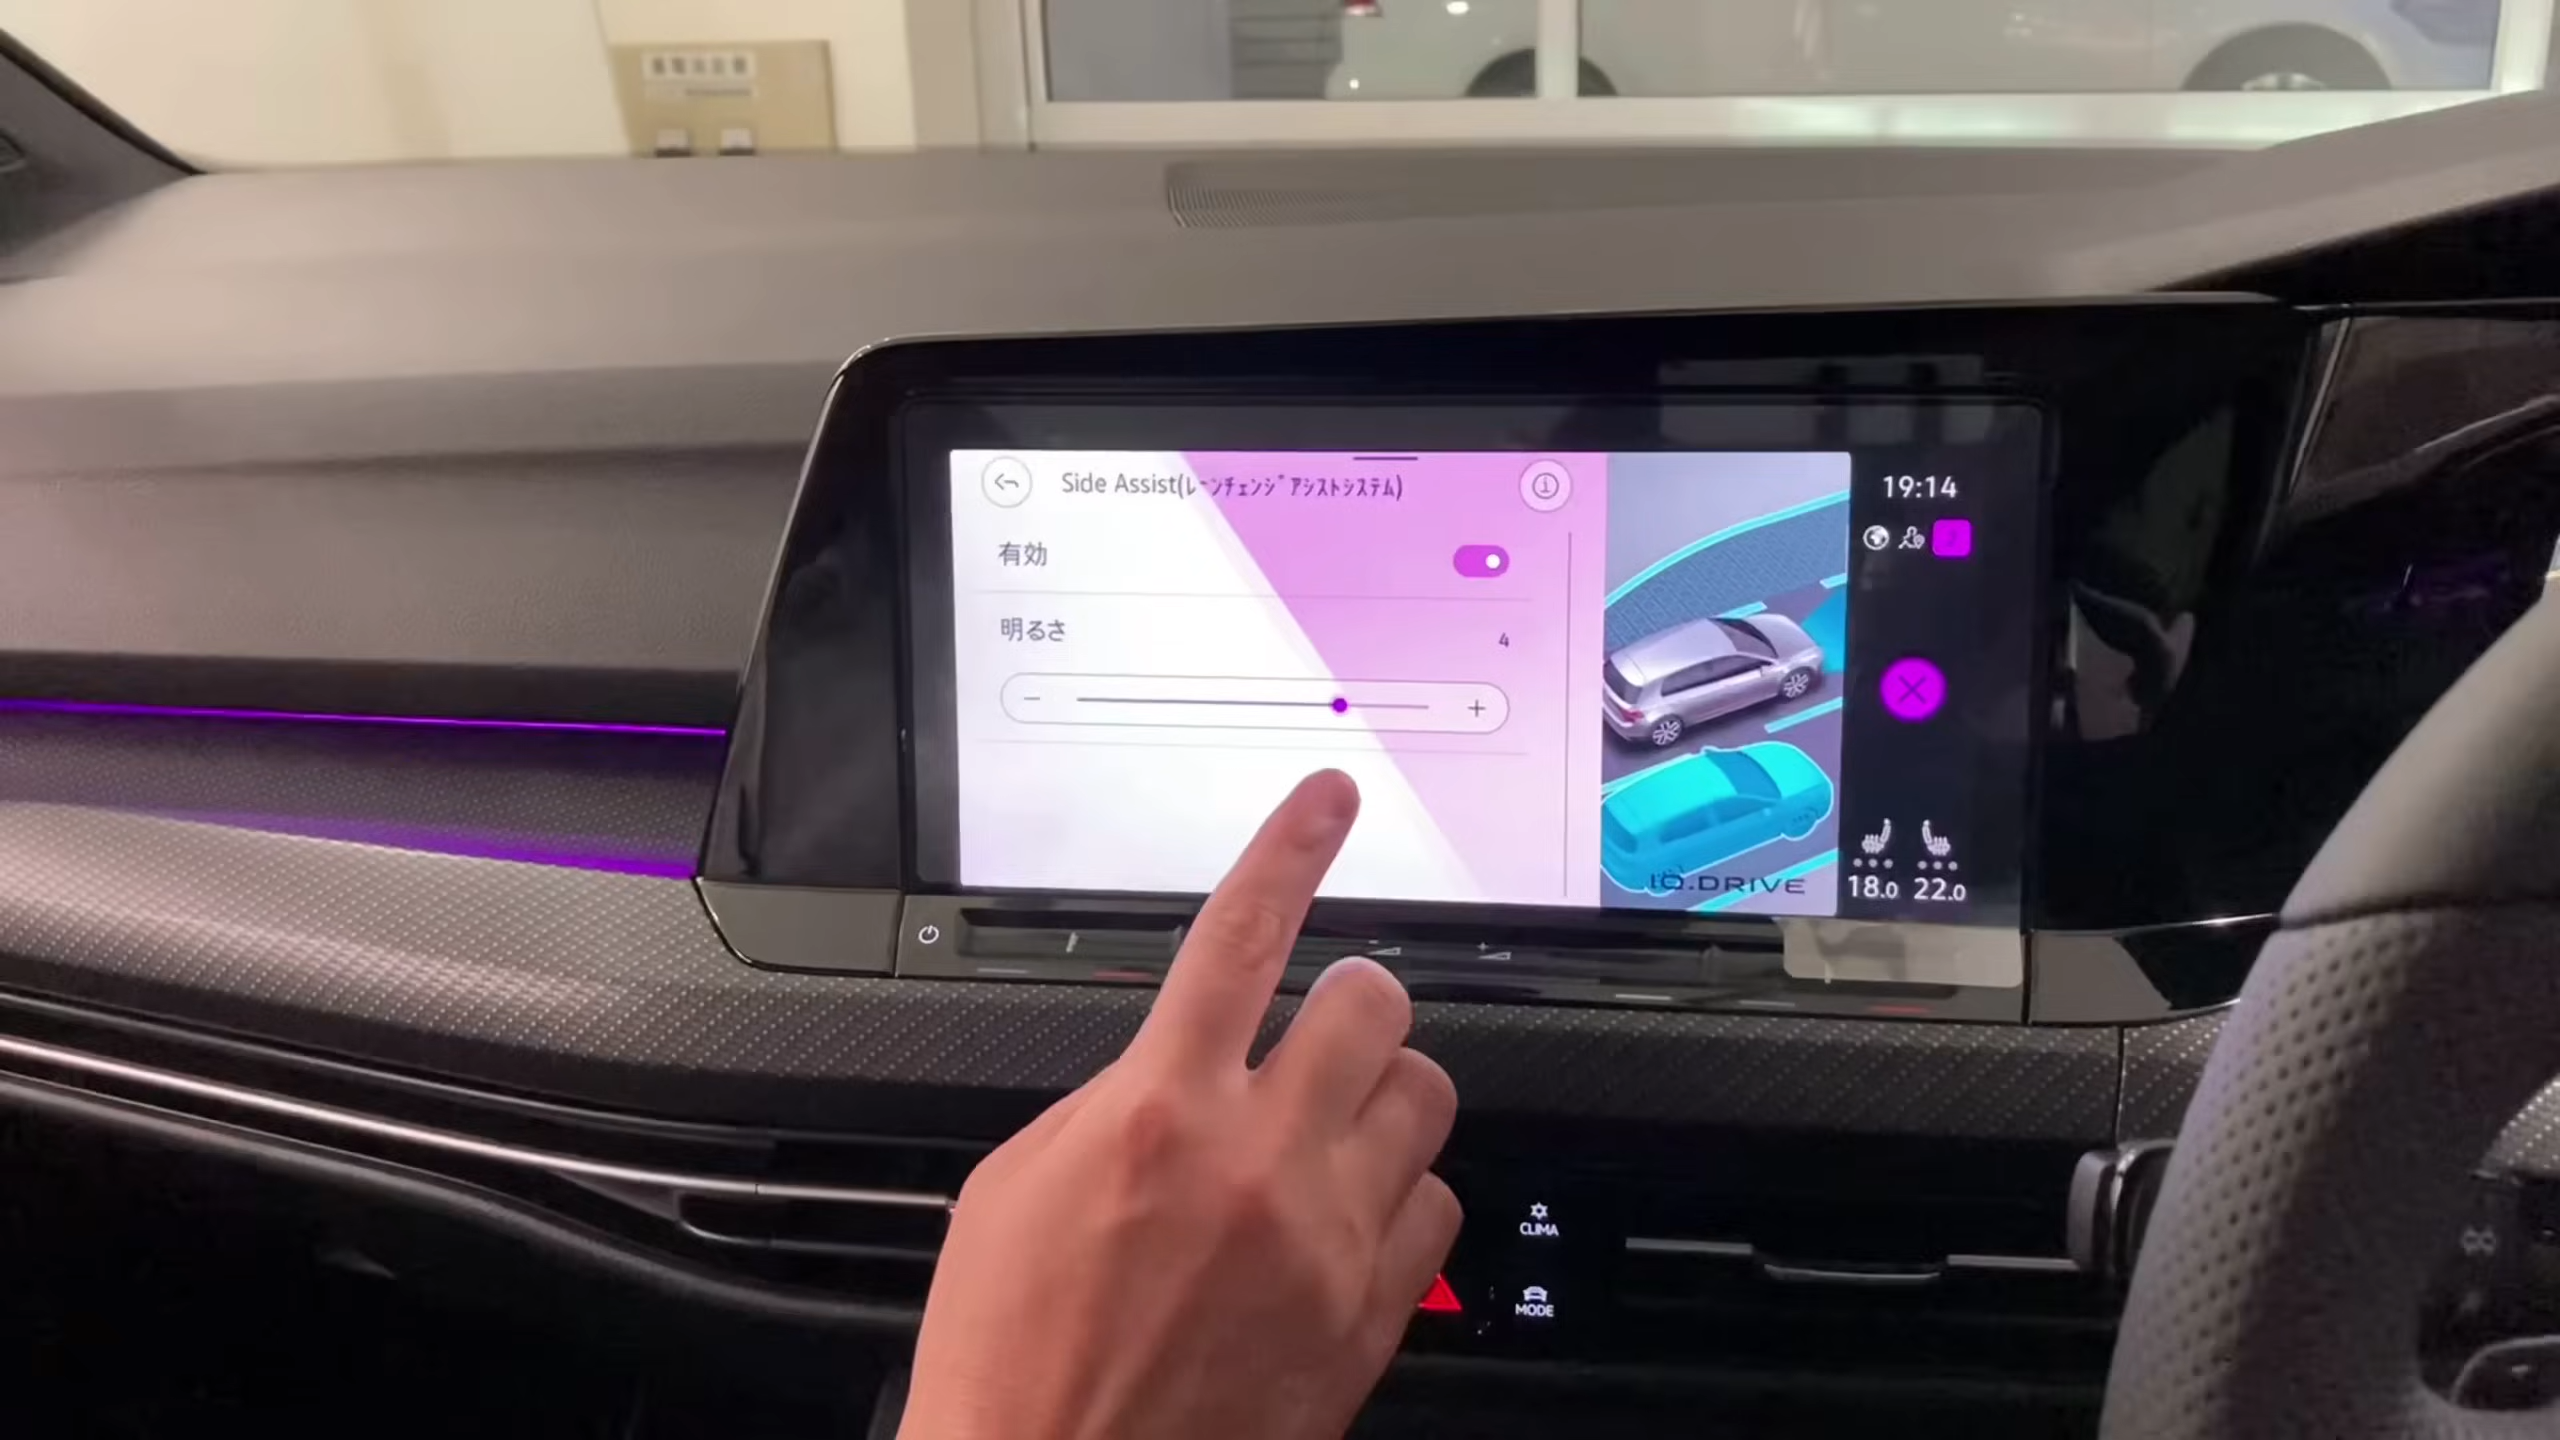 Side Assist(ﾚｰﾝﾁｪﾝｼﾞｱｼｽﾄｼｽﾃﾑ)
19:14
有効
明るさ
4
IQ.DRIVE
18.0 22.0
CLIMA
MODE